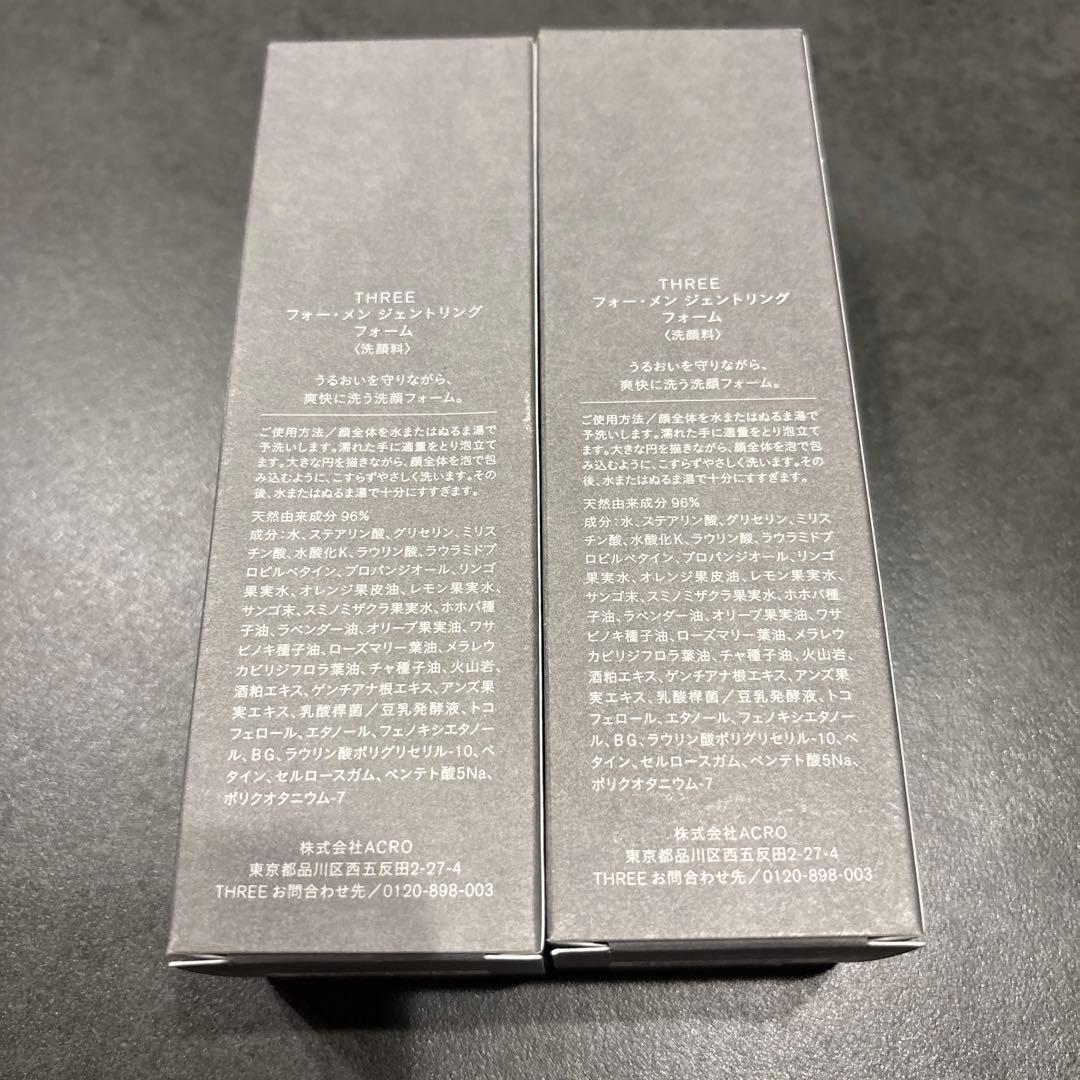 THREE
フォー・メン ジェントリング
フォーム
〈洗顔料〉
うるおいを守りながら、
爽快に洗う洗顔フォーム。
ご使用方法／顔全体を水またはぬるま湯で
予洗いします。濡れた手に適量をとり泡立て
ます。大きな円を描きながら、顔全体を泡で包
み込むように、こすらずやさしく洗います。その
後、水またはぬるま湯で十分にすすぎます。
天然由来成分 96%
成分：水、ステアリン酸、グリセリン、ミリス
チン酸、水酸化K、ラウリン酸、ラウラミドプ
ロピルベタイン、プロパンジオール、リンゴ
果実水、オレンジ果皮油、レモン果実水、
サンゴ末、スミノミザクラ果実水、ホホバ種
子油、ラベンダー油、オリーブ果実油、ワサ
ビノキ種子油、ローズマリー葉油、メラレウ
カビリジフロラ葉油、チャ種子油、火山岩、
酒粕エキス、ゲンチアナ根エキス、アンズ果
実エキス、乳酸桿菌／豆乳発酵液、トコ
フェロール、エタノール、フェノキシエタノー
ル、BG、ラウリン酸ポリグリセリル-10、ベ
タイン、セルロースガム、ペンテト酸5Na、
ポリクオタニウム-7
株式会社ACRO
東京都品川区西五反田2-27-4
THREE お問合わせ先／0120-898-003
THREE
フォー・メン ジェントリング
フォーム
〈洗顔料〉
うるおいを守りながら、
爽快に洗う洗顔フォーム。
ご使用方法／顔全体を水またはぬるま湯で
予洗いします。濡れた手に適量をとり泡立て
ます。大きな円を描きながら、顔全体を泡で包
み込むように、こすらずやさしく洗います。その
後、水またはぬるま湯で十分にすすぎます。
天然由来成分 96%
成分：水、ステアリン酸、グリセリン、ミリス
チン酸、水酸化K、ラウリン酸、ラウラミドプ
ロピルベタイン、プロパンジオール、リンゴ
果実水、オレンジ果皮油、レモン果実水、
サンゴ末、スミノミザクラ果実水、ホホバ種
子油、ラベンダー油、オリーブ果実油、ワサ
ビノキ種子油、ローズマリー葉油、メラレウ
カビリジフロラ葉油、チャ種子油、火山岩、
酒粕エキス、ゲンチアナ根エキス、アンズ果
実エキス、乳酸桿菌／豆乳発酵液、トコ
フェロール、エタノール、フェノキシエタノー
ル、BG、ラウリン酸ポリグリセリル-10、ベ
タイン、セルロースガム、ペンテト酸5Na、
ポリクオタニウム-7
株式会社ACRO
東京都品川区西五反田2-27-4
THREE お問合わせ先／0120-898-003